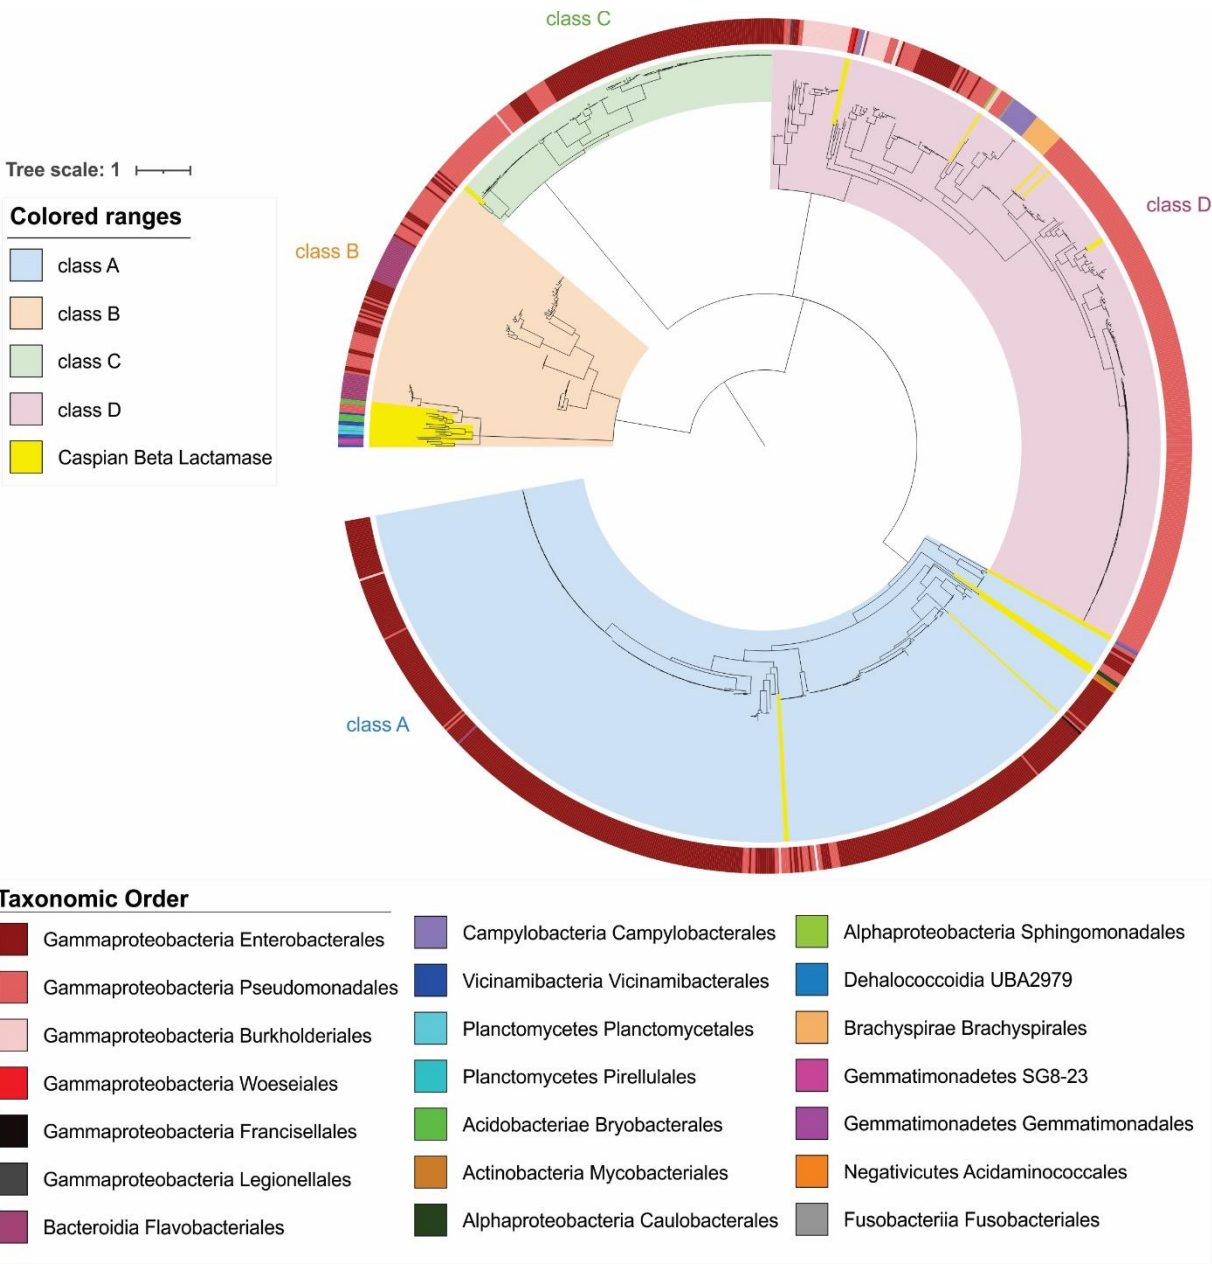 class C
Tree scale: 1
class D
Colored ranges
class B
class A
class B
class C
class D
Caspian Beta Lactamase
class A
Taxonomic Order
Gammaproteobacteria Enterobacterales
Gammaproteobacteria Pseudomonadales
Gammaproteobacteria Burkholderiales
Gammaproteobacteria Woeseiales
Gammaproteobacteria Francisellales
Gammaproteobacteria Legionellales
Bacteroidia Flavobacteriales
Campylobacteria Campylobacterales
Vicinamibacteria Vicinamibacterales
Planctomycetes Planctomycetales
Planctomycetes Pirellulales
Acidobacteriae Bryobacterales
Actinobacteria Mycobacteriales
Alphaproteobacteria Caulobacterales
Alphaproteobacteria Sphingomonadales
Dehalococcoidia UBA2979
Brachyspirae Brachyspirales
Gemmatimonadetes SG8-23
Gemmatimonadetes Gemmatimonadales
Negativicutes Acidaminococcales
Fusobacteriia Fusobacteriales